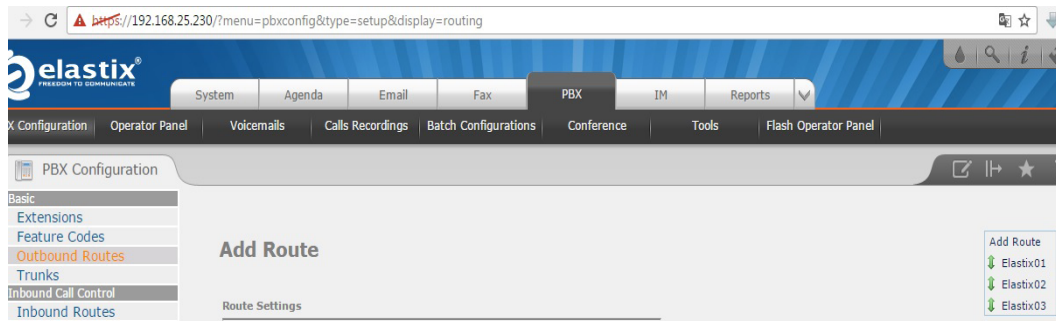 https://192.168.25.230/?menu=pbxconfig&type=setup&display=routing
elastix®
FREEDOM TO COMMUNICATE
System Agenda Email Fax PBX IM Reports
X Configuration Operator Panel Voicemails Calls Recordings Batch Configurations Conference Tools Flash Operator Panel
PBX Configuration
Basic
Extensions
Feature Codes
Outbound Routes
Trunks
Inbound Call Control
Inbound Routes
Add Route
Route Settings
Add Route
Elastix01
Elastix02
Elastix03